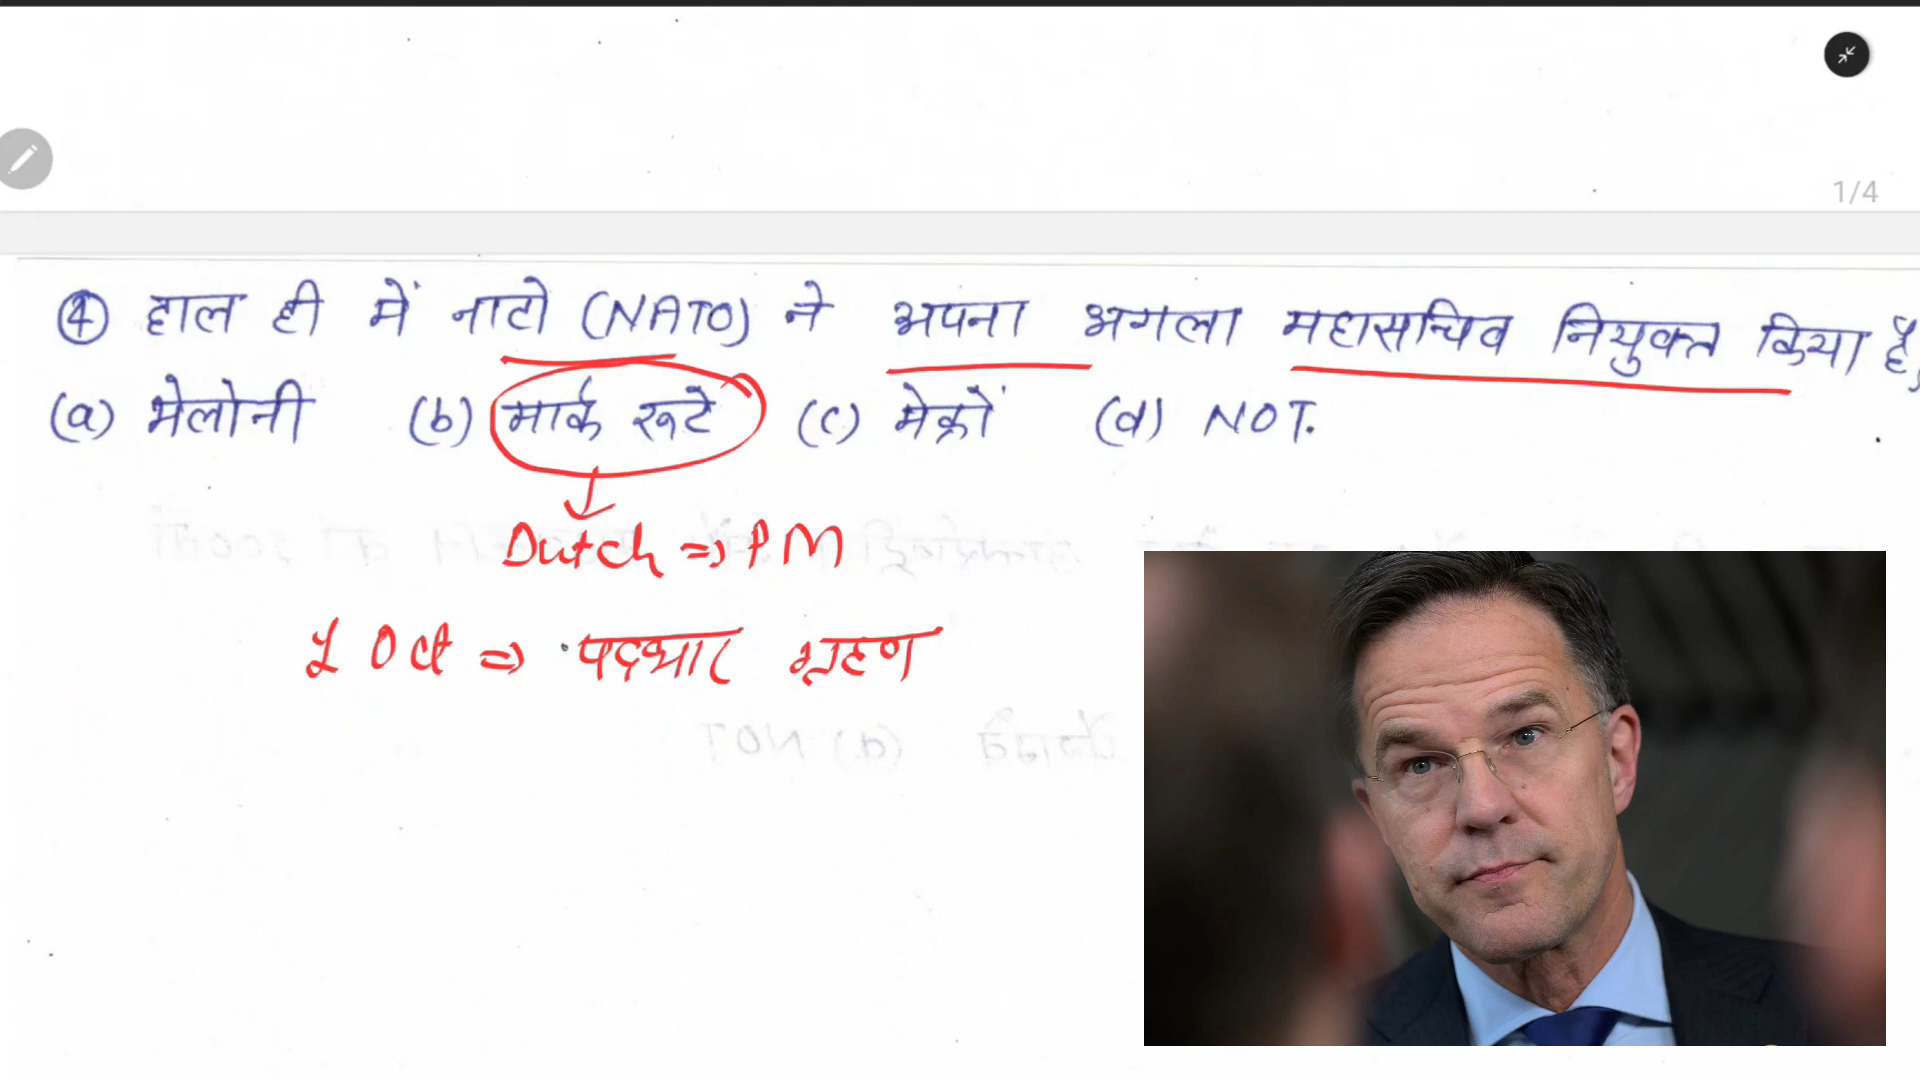 1/4
④ हाल ही में नाटो (NATO) ने अपना अगला महासचिव नियुक्त किया है,
(a) मेलोनी (b) मार्क रूटे (c) मेक्रों (d) NOT.
Dutch ⇒ PM
1 Oct ⇒ पदभार ग्रहण